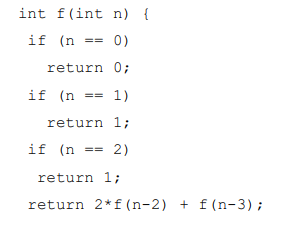 int f(int n) {
if (n == 0)
return 0;
if (n == 1)
return 1;
if (n == 2)
return 1;
return 2*f(n-2) + f(n-3);